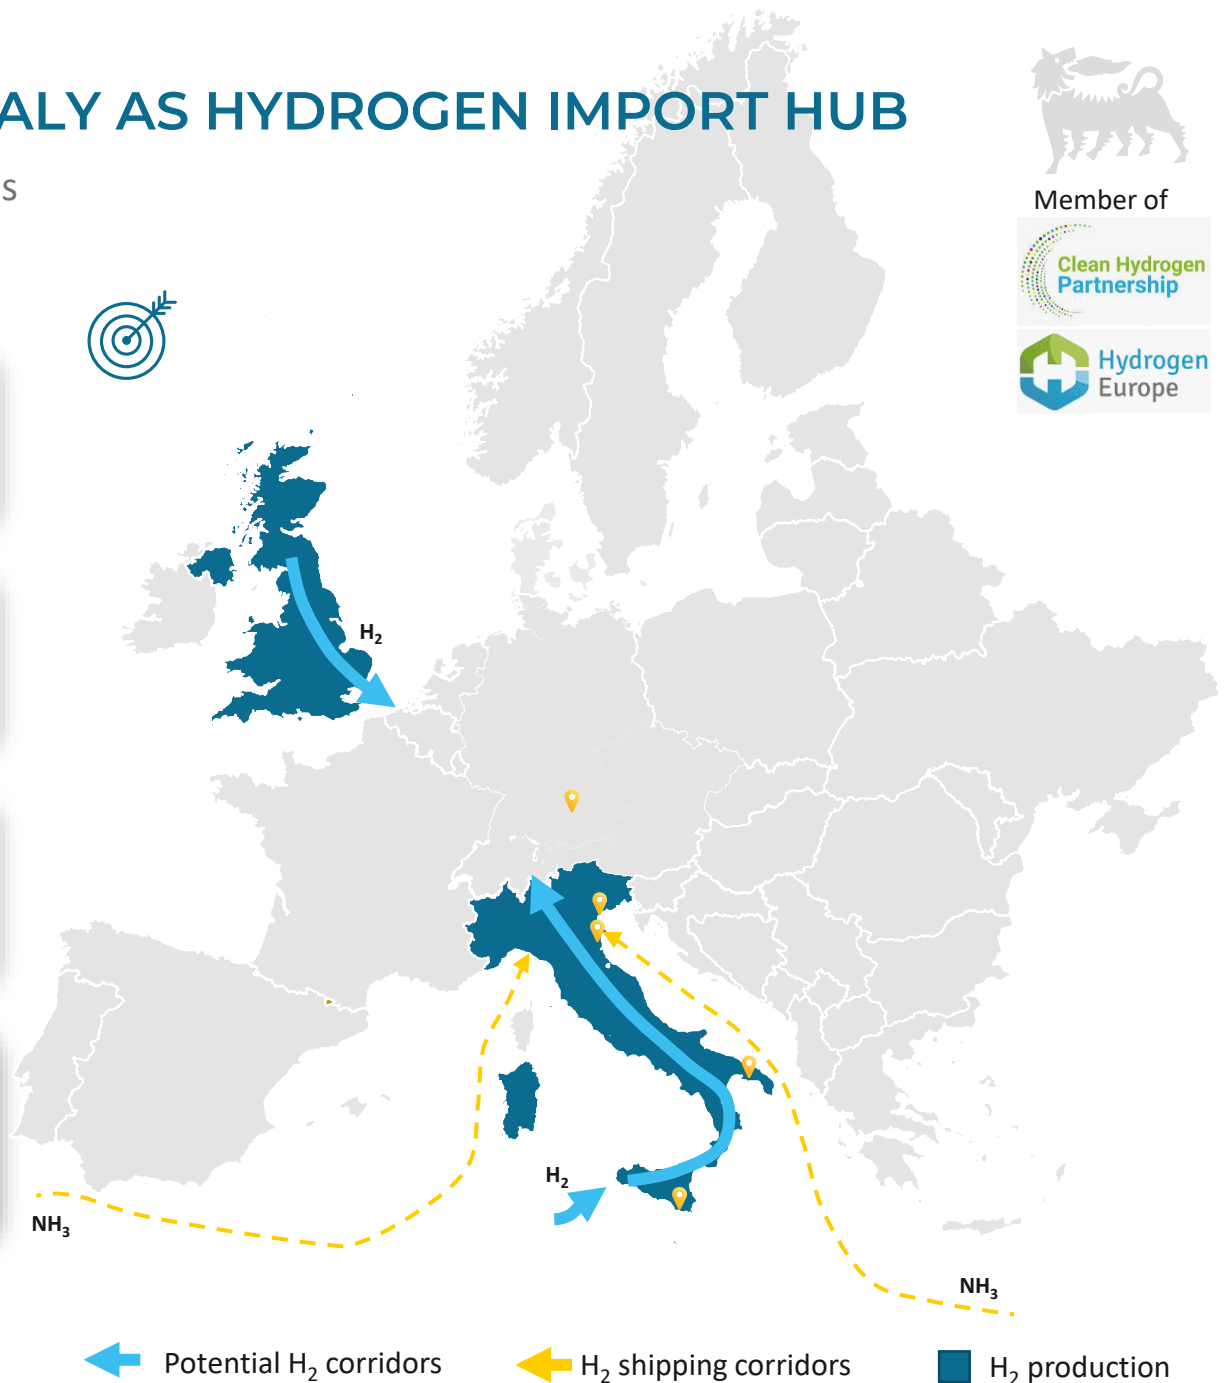 ALY AS HYDROGEN IMPORT HUB
s
Member of
Clean Hydrogen
Partnership
Hydrogen
Europe
H₂
H₂
NH₃
NH₃
Potential H₂ corridors
H₂ shipping corridors
H₂ production